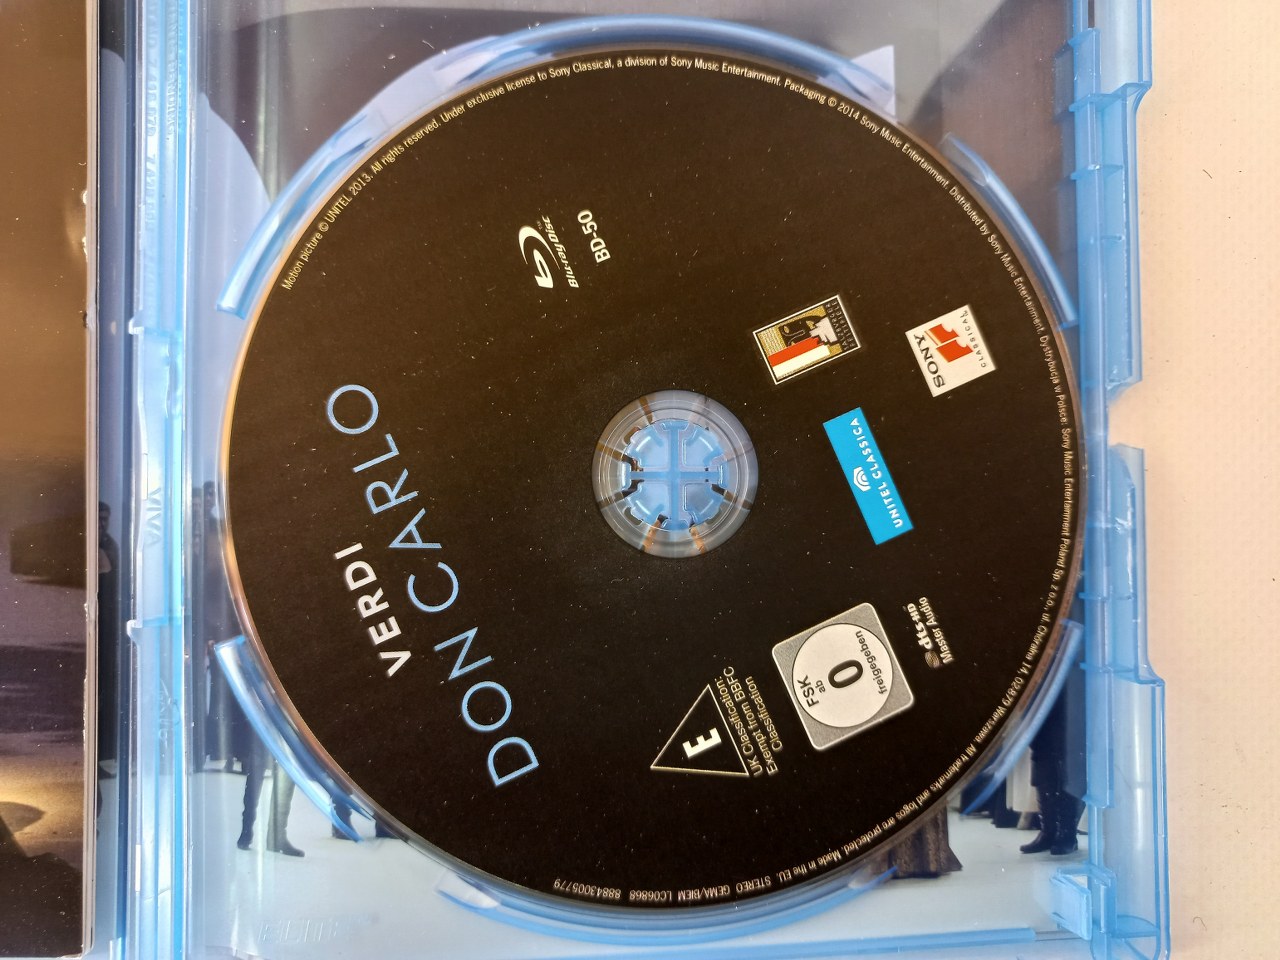 VERDI
DON CARLO
Blu-ray Disc
BD-50
SALZBURGER
FESTSPIELE
SONY
CLASSICAL
UNITEL CLASSICA
E
UK Classification:
Exempt from BBFC
Classification
FSK
ab
0
freigegeben
dts-HD
Master Audio
Motion picture © UNITEL 2013. All rights reserved. Under exclusive license to Sony Classical, a division of Sony Music Entertainment. Packaging © 2014 Sony Music Entertainment. Distributed by Sony Music Entertainment. Dystrybucja w Polsce: Sony Music Entertainment Poland Sp. z o.o., ul. Chóralna 14, 02-879 Warszawa. All trademarks and logos are protected. Made in the EU. STEREO GEMA/BIEM LC06868 88843005779